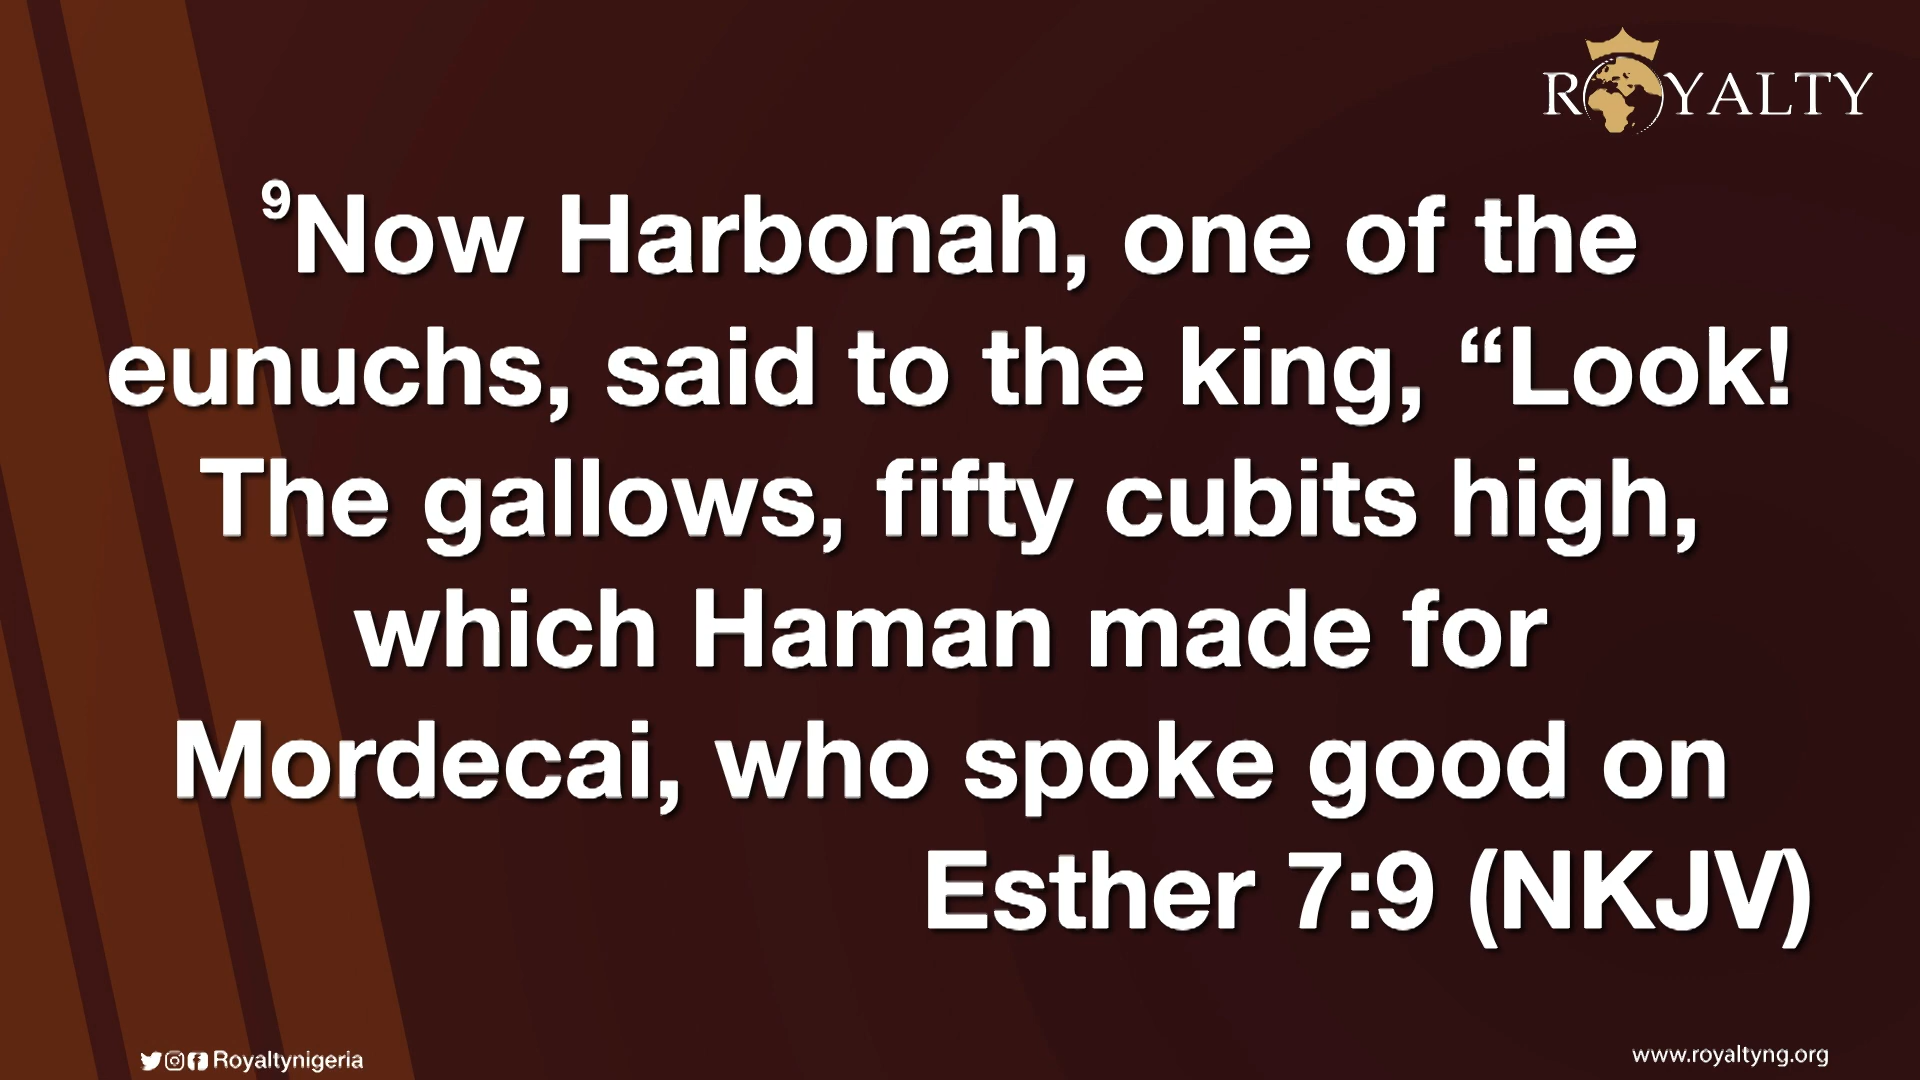 ROYALTY
⁹Now Harbonah, one of the
eunuchs, said to the king, “Look!
The gallows, fifty cubits high,
which Haman made for
Mordecai, who spoke good on
Esther 7:9 (NKJV)
Royaltynigeria
www.royaltyng.org